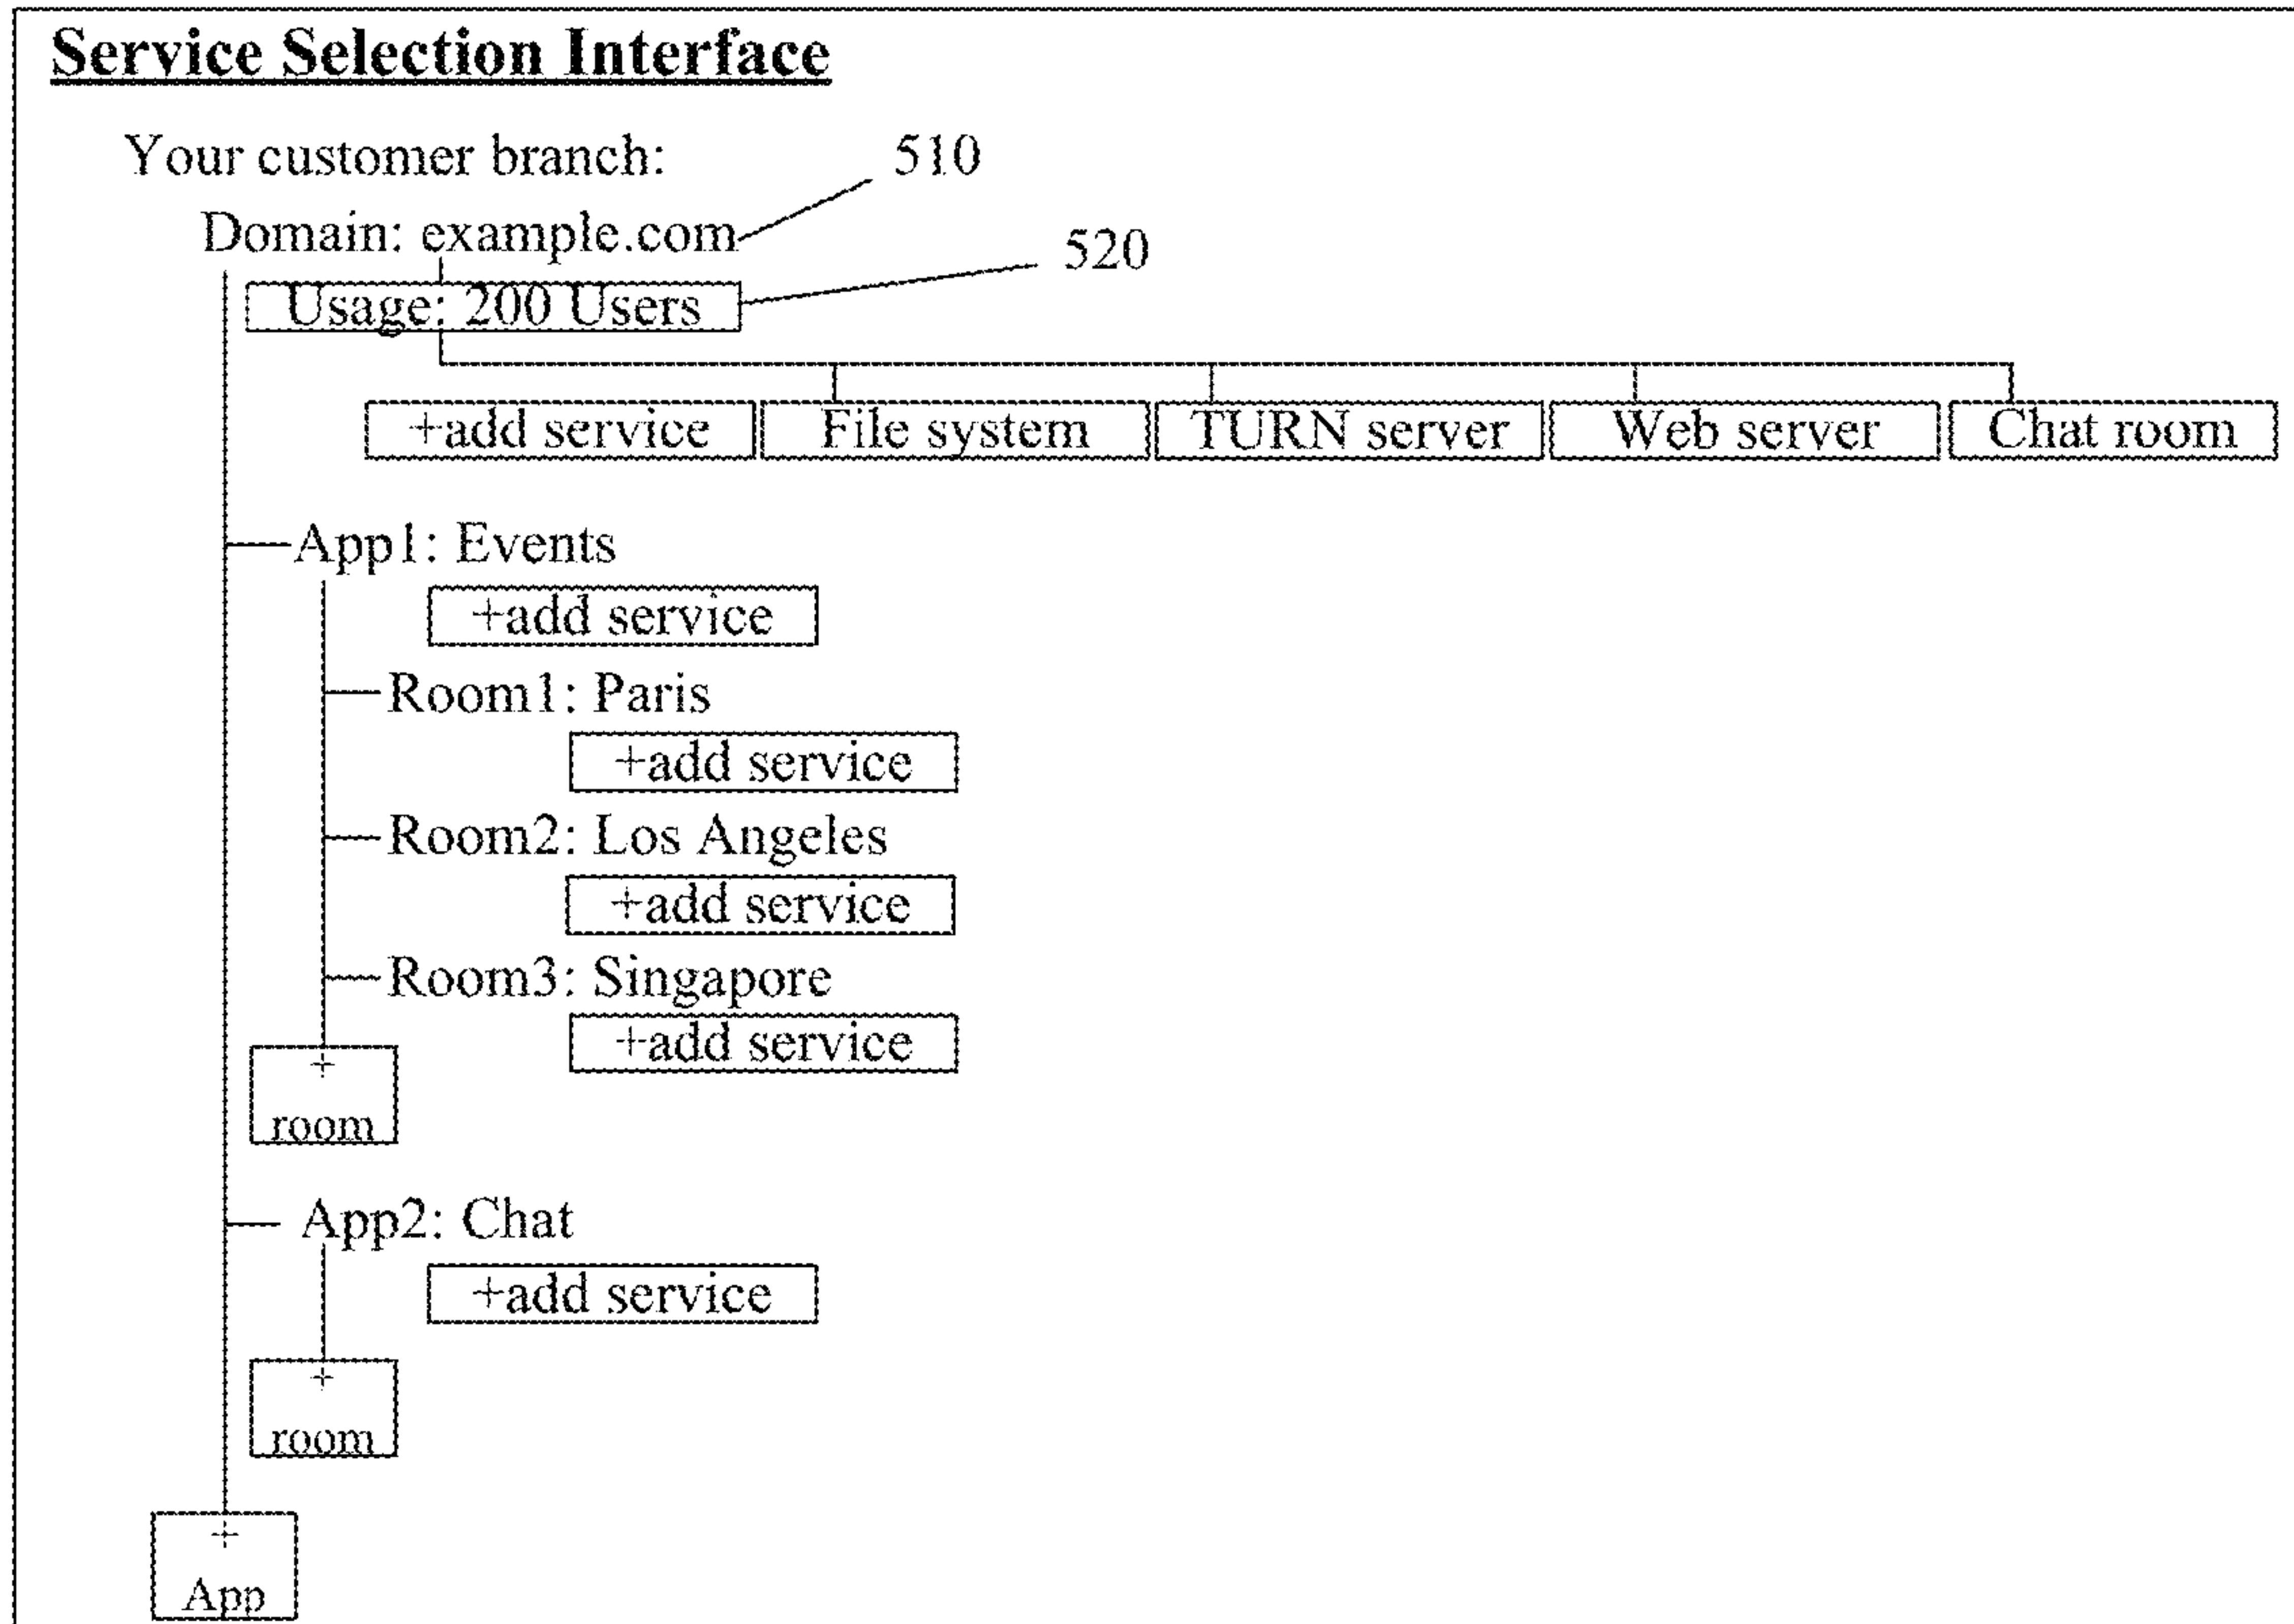 Service Selection Interface
Your customer branch: 510
Domain: example.com
520
Usage: 200 Users
+add service File system TURN server Web server Chat room
App1: Events
+add service
Room1: Paris
+add service
Room2: Los Angeles
+add service
Room3: Singapore
+add service
+
room
App2: Chat
+add service
+
room
+
App